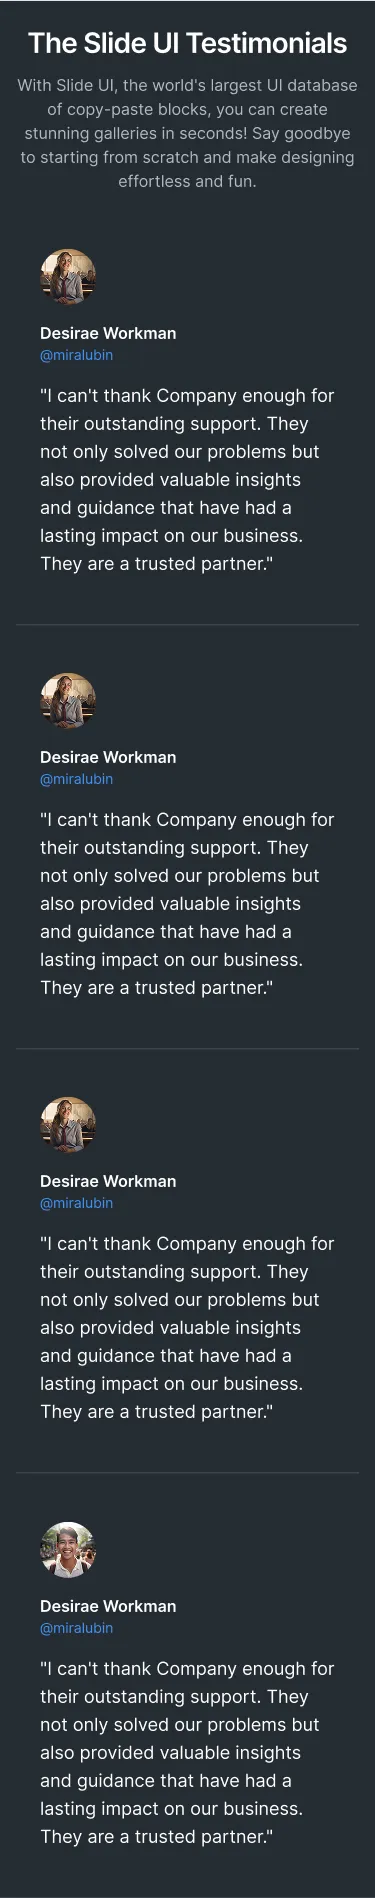 The Slide UI Testimonials
With Slide UI, the world's largest UI database
of copy-paste blocks, you can create
stunning galleries in seconds! Say goodbye
to starting from scratch and make designing
effortless and fun.
Desirae Workman
@miralubin
"I can't thank Company enough for
their outstanding support. They
not only solved our problems but
also provided valuable insights
and guidance that have had a
lasting impact on our business.
They are a trusted partner."
Desirae Workman
@miralubin
"I can't thank Company enough for
their outstanding support. They
not only solved our problems but
also provided valuable insights
and guidance that have had a
lasting impact on our business.
They are a trusted partner."
Desirae Workman
@miralubin
"I can't thank Company enough for
their outstanding support. They
not only solved our problems but
also provided valuable insights
and guidance that have had a
lasting impact on our business.
They are a trusted partner."
Desirae Workman
@miralubin
"I can't thank Company enough for
their outstanding support. They
not only solved our problems but
also provided valuable insights
and guidance that have had a
lasting impact on our business.
They are a trusted partner."